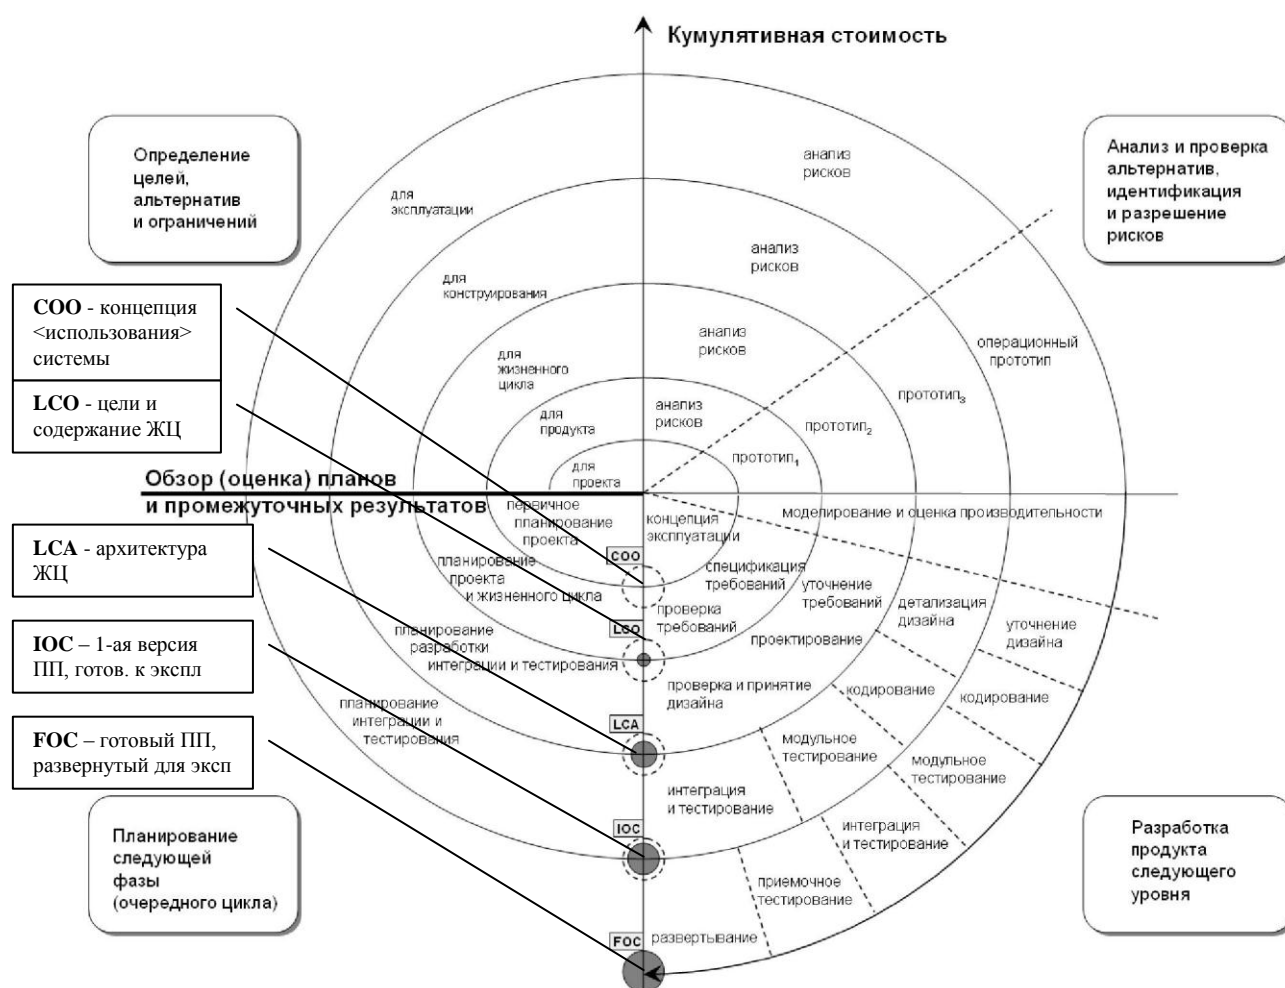 Кумулятивная стоимость
Определение
целей,
альтернатив
и ограничений
Анализ и проверка
альтернатив,
идентификация
и разрешение
рисков
анализ
рисков
для
эксплуатации
анализ
рисков
для
конструирования
анализ
рисков
операционный
прототип
для
жизненного
цикла
прототип3
анализ
рисков
для
продукта
прототип2
прототип1
для
проекта
COO - концепция
<использования>
системы
LCO - цели и
содержание ЖЦ
Обзор (оценка) планов
и промежуточных результатов
LCA - архитектура
ЖЦ
IOC – 1-ая версия
ПП, готов. к экспл
FOC – готовый ПП,
развернутый для эксп
первичное
планирование
проекта
концепция
эксплуатации
моделирование и оценка производительности
COO
планирование
проекта
и жизненного цикла
спецификация
требований
уточнение
требований
детализация
дизайна
уточнение
дизайна
LCO
проверка
требований
проектирование
планирование
разработки
интеграции и тестирования
проверка и принятие
дизайна
кодирование
кодирование
планирование
интеграции и
тестирования
LCA
модульное
тестирование
модульное
тестирование
интеграция
и тестирование
IOC
интеграция
и тестирование
приемочное
тестирование
FOC
развертывание
Планирование
следующей
фазы
(очередного цикла)
Разработка
продукта
следующего
уровня